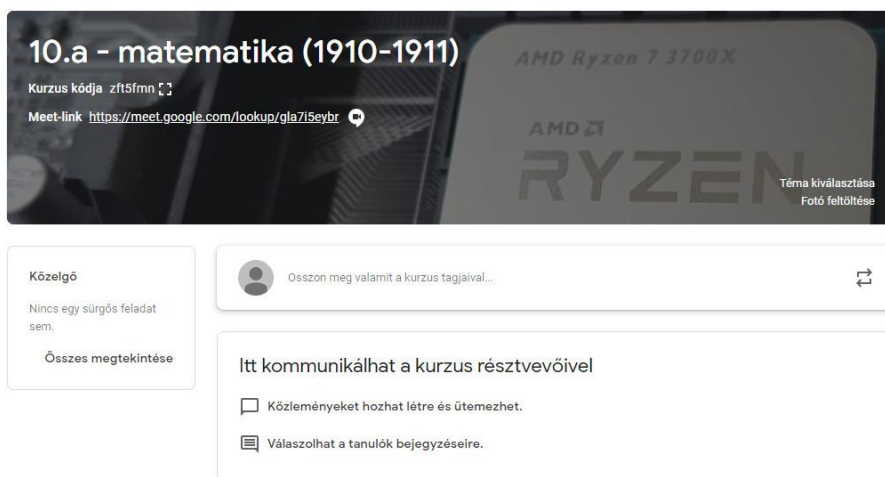 10.a - matematika (1910-1911)
AMD Ryzen 7 3700X
Kurzus kódja zft5fmn
Meet-link https://meet.google.com/lookup/gla7i5eybr
AMD
RYZEN
Téma kiválasztása
Fotó feltöltése
Közelgő
Nincs egy sürgős feladat
sem.
Összes megtekintése
Osszon meg valamit a kurzus tagjaival...
Itt kommunikálhat a kurzus résztvevőivel
Közleményeket hozhat létre és ütemezhet.
Válaszolhat a tanulók bejegyzéseire.